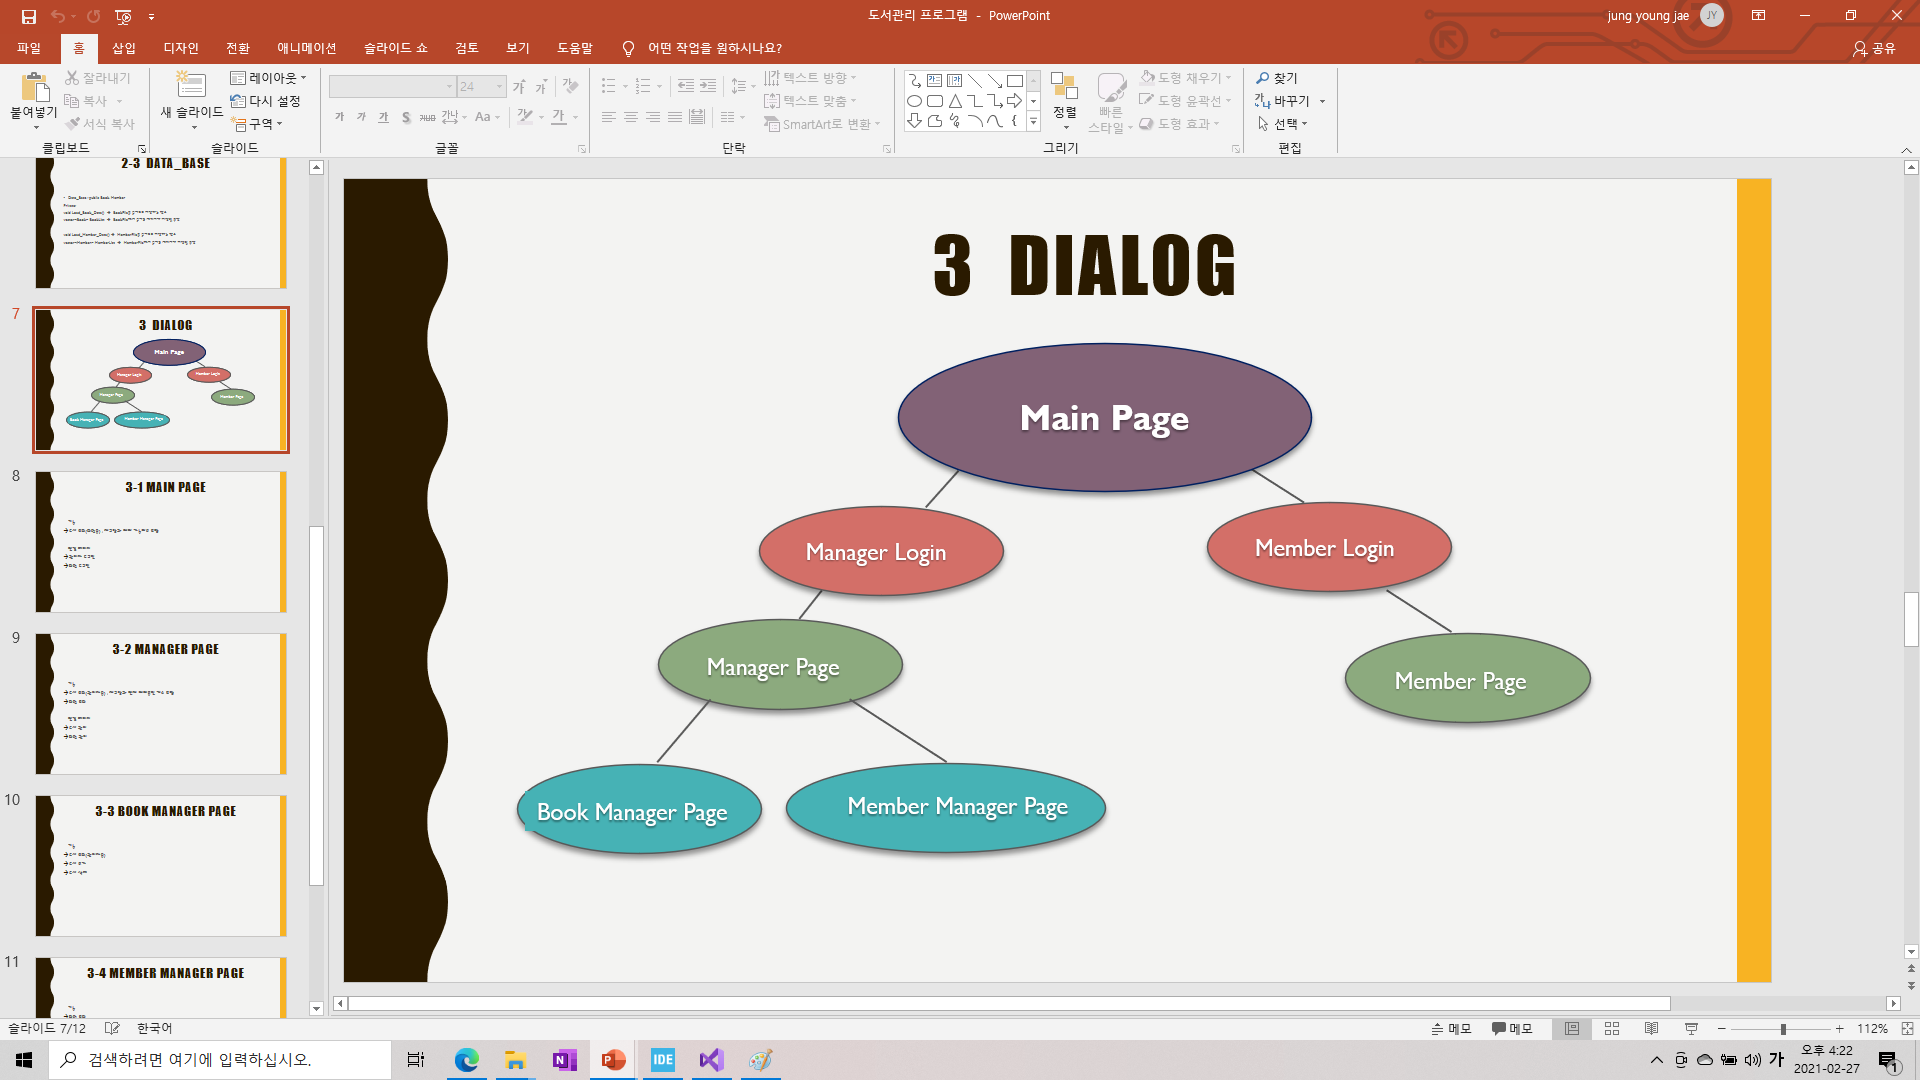 도서관리 프로그램 - PowerPoint
jung young jae
JY
파일
홈
삽입
디자인
전환
애니메이션
슬라이드 쇼
검토
보기
도움말
어떤 작업을 원하시나요?
공유
붙여넣기
잘라내기
복사
서식 복사
클립보드
새 슬라이드
레이아웃
다시 설정
구역
슬라이드
24
글꼴
텍스트 방향
텍스트 맞춤
SmartArt로 변환
단락
정렬
빠른
스타일
도형 채우기
도형 윤곽선
도형 효과
그리기
찾기
바꾸기
선택
편집
2-3 DATA_BASE
7
3 DIALOG
Main Page
Manager Login
Member Login
Manager Page
Member Page
Book Manager Page
Member Manager Page
8
3-1 MAIN PAGE
9
3-2 MANAGER PAGE
10
3-3 BOOK MANAGER PAGE
11
3-4 MEMBER MANAGER PAGE
3 DIALOG
Main Page
Manager Login
Member Login
Manager Page
Member Page
Book Manager Page
Member Manager Page
슬라이드 7/12
한국어
메모
메모
112%
검색하려면 여기에 입력하십시오.
IDE
가
오후 4:22
2021-02-27
1